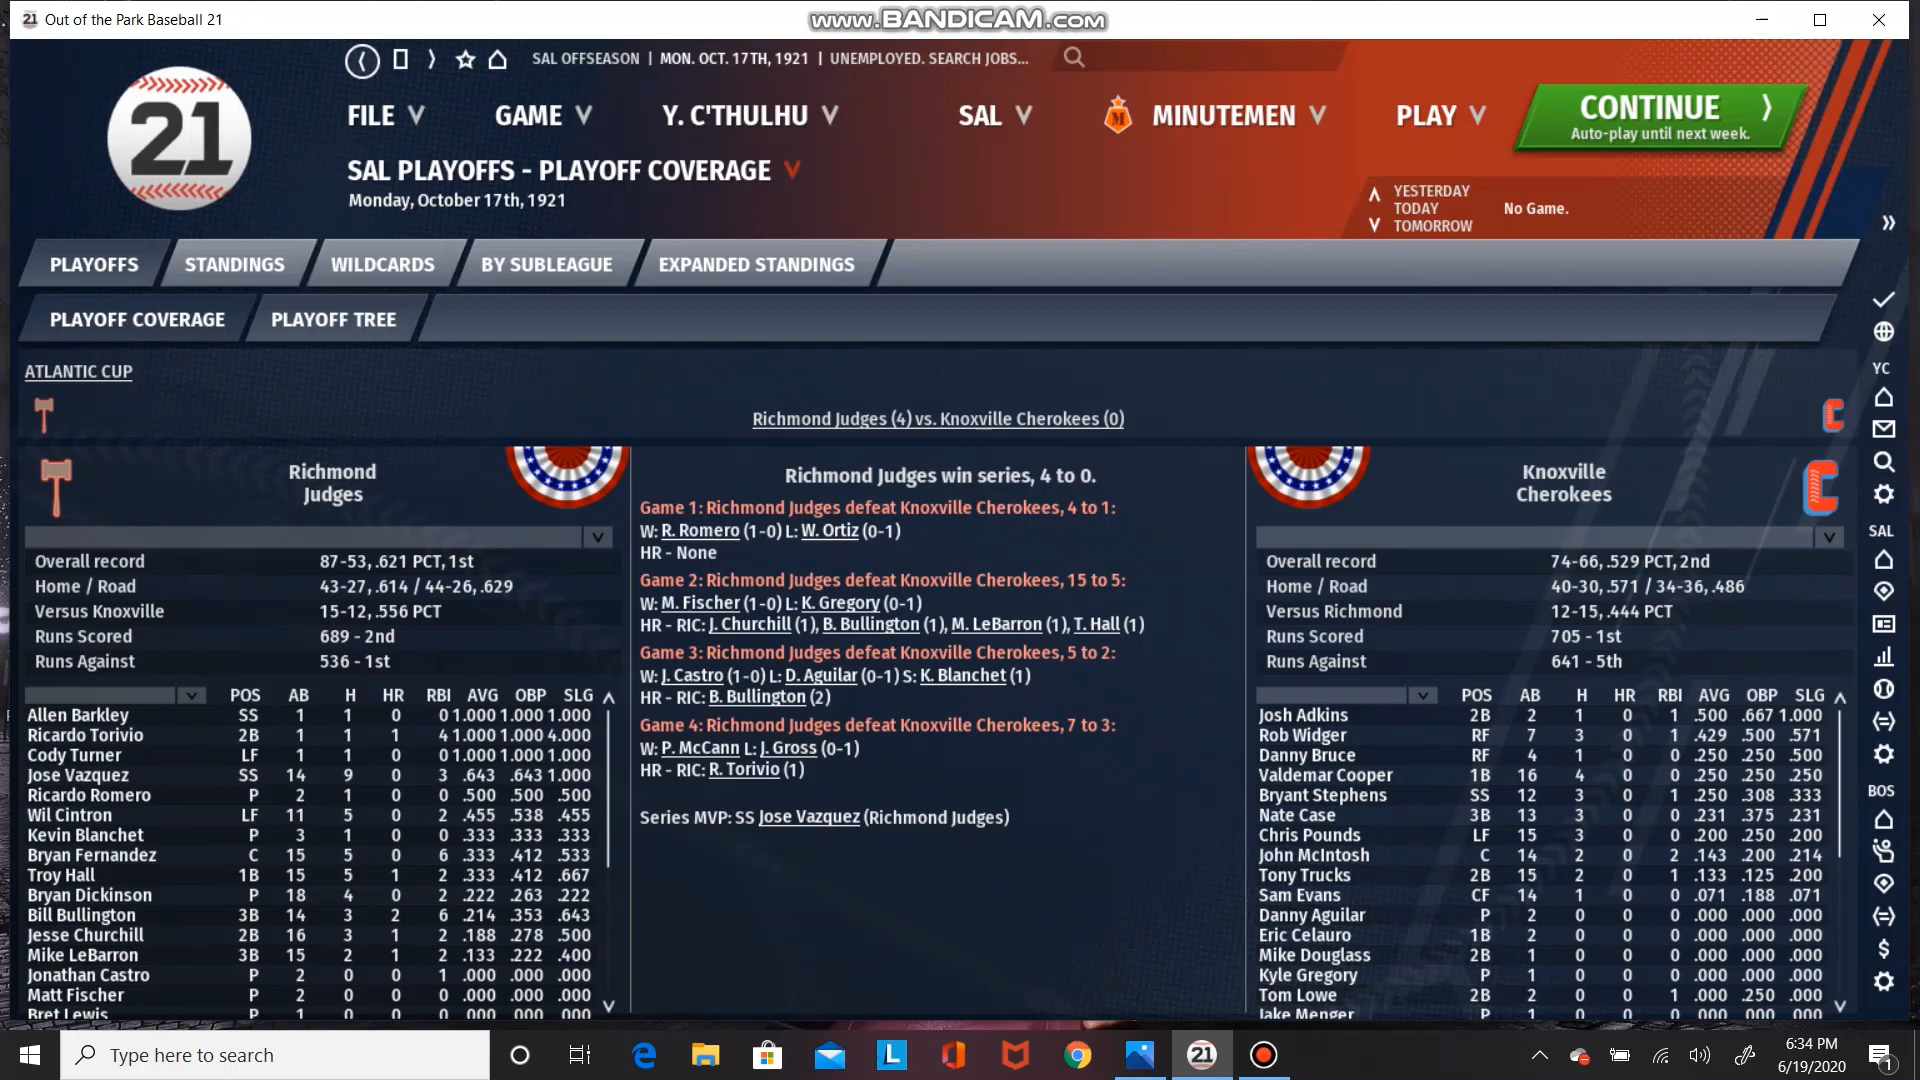 21 Out of the Park Baseball 21
www.BANDICAM.com
SAL OFFSEASON | MON. OCT. 17TH, 1921 | UNEMPLOYED. SEARCH JOBS...
21
FILE GAME Y. C'THULHU SAL M MINUTEMEN PLAY
CONTINUE
Auto-play until next week.
SAL PLAYOFFS - PLAYOFF COVERAGE
Monday, October 17th, 1921
YESTERDAY
TODAY
TOMORROW
No Game.
PLAYOFFS STANDINGS WILDCARDS BY SUBLEAGUE EXPANDED STANDINGS
PLAYOFF COVERAGE PLAYOFF TREE
ATLANTIC CUP
Richmond Judges (4) vs. Knoxville Cherokees (0)
Richmond
Judges
Overall record 87-53, .621 PCT, 1st
Home / Road 43-27, .614 / 44-26, .629
Versus Knoxville 15-12, .556 PCT
Runs Scored 689 - 2nd
Runs Against 536 - 1st
POS AB H HR RBI AVG OBP SLG
Allen Barkley SS 1 1 0 0 1.000 1.000 1.000
Ricardo Torivio 2B 1 1 1 4 1.000 1.000 4.000
Cody Turner LF 1 1 0 0 1.000 1.000 1.000
Jose Vazquez SS 14 9 0 3 .643 .643 1.000
Ricardo Romero P 2 1 0 0 .500 .500 .500
Wil Cintron LF 11 5 0 2 .455 .538 .455
Kevin Blanchet P 3 1 0 0 .333 .333 .333
Bryan Fernandez C 15 5 0 6 .333 .412 .533
Troy Hall 1B 15 5 1 2 .333 .412 .667
Bryan Dickinson P 18 4 0 2 .222 .263 .222
Bill Bullington 3B 14 3 2 6 .214 .353 .643
Jesse Churchill 2B 16 3 1 2 .188 .278 .500
Mike LeBarron 3B 15 2 1 2 .133 .222 .400
Jonathan Castro P 2 0 0 1 .000 .000 .000
Matt Fischer P 2 0 0 0 .000 .000 .000
Bret Lewis P 1 0 0 0 .000 .000 .000
Richmond Judges win series, 4 to 0.
Game 1: Richmond Judges defeat Knoxville Cherokees, 4 to 1:
W: R. Romero (1-0) L: W. Ortiz (0-1)
HR - None
Game 2: Richmond Judges defeat Knoxville Cherokees, 15 to 5:
W: M. Fischer (1-0) L: K. Gregory (0-1)
HR - RIC: J. Churchill (1), B. Bullington (1), M. LeBarron (1), T. Hall (1)
Game 3: Richmond Judges defeat Knoxville Cherokees, 5 to 2:
W: J. Castro (1-0) L: D. Aguilar (0-1) S: K. Blanchet (1)
HR - RIC: B. Bullington (2)
Game 4: Richmond Judges defeat Knoxville Cherokees, 7 to 3:
W: P. McCann L: J. Gross (0-1)
HR - RIC: R. Torivio (1)
Series MVP: SS Jose Vazquez (Richmond Judges)
Knoxville
Cherokees
Overall record 74-66, .529 PCT, 2nd
Home / Road 40-30, .571 / 34-36, .486
Versus Richmond 12-15, .444 PCT
Runs Scored 705 - 1st
Runs Against 641 - 5th
POS AB H HR RBI AVG OBP SLG
Josh Adkins 2B 2 1 0 1 .500 .667 1.000
Rob Widger RF 7 3 0 1 .429 .500 .571
Danny Bruce RF 4 1 0 0 .250 .250 .500
Valdemar Cooper 1B 16 4 0 0 .250 .250 .250
Bryant Stephens SS 12 3 0 1 .250 .308 .333
Nate Case 3B 13 3 0 0 .231 .375 .231
Chris Pounds LF 15 3 0 0 .200 .250 .200
John McIntosh C 14 2 0 2 .143 .200 .214
Tony Trucks 2B 15 2 0 1 .133 .125 .200
Sam Evans CF 14 1 0 0 .071 .188 .071
Danny Aguilar P 2 0 0 0 .000 .000 .000
Eric Celauro 1B 2 0 0 0 .000 .000 .000
Mike Douglass 2B 1 0 0 0 .000 .000 .000
Kyle Gregory P 1 0 0 0 .000 .000 .000
Tom Lowe 2B 2 0 0 1 .000 .250 .000
Jake Menger P 1 0 0 0 .000 .000 .000
YC
SAL
BOS
$
Type here to search
L
21
6:34 PM
6/19/2020
1